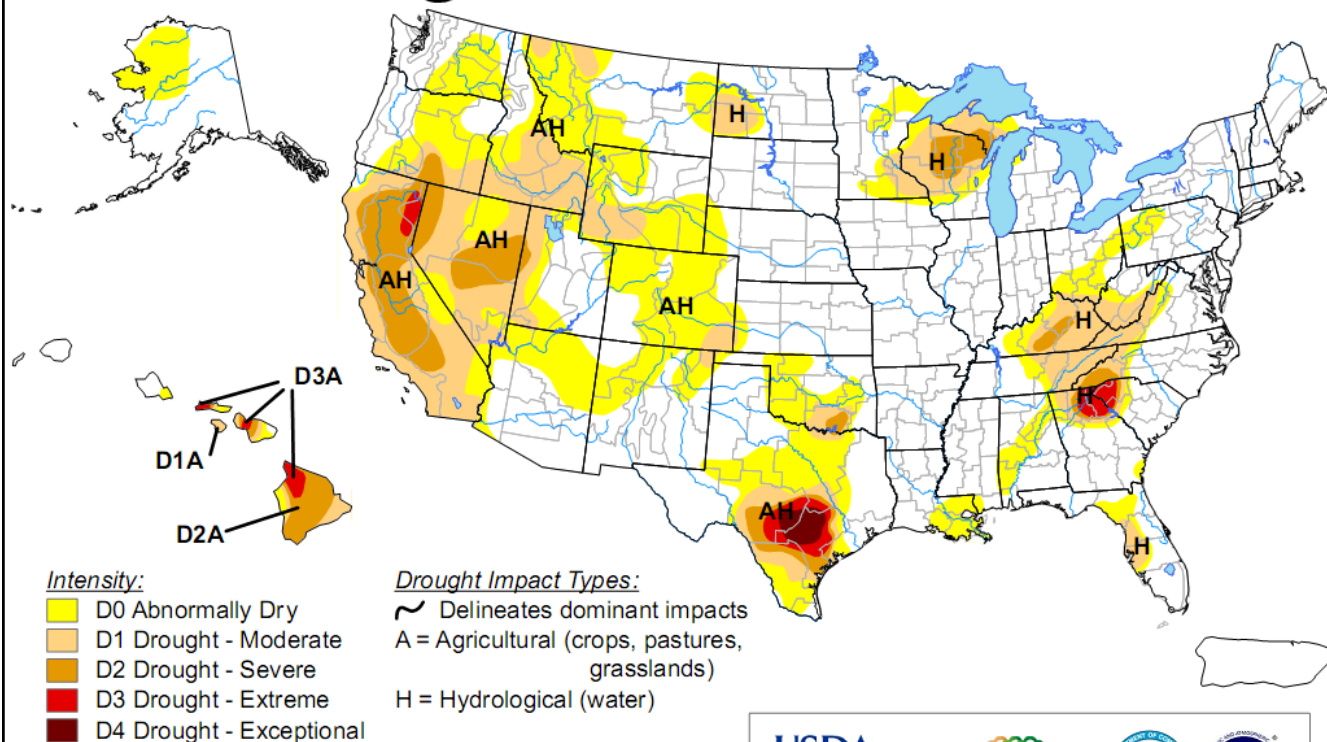 H
AH
H
AH
AH
AH
H
D3A
H
D1A
AH
D2A
H
Intensity:
D0 Abnormally Dry
D1 Drought - Moderate
D2 Drought - Severe
D3 Drought - Extreme
D4 Drought - Exceptional
Drought Impact Types:
Delineates dominant impacts
A = Agricultural (crops, pastures,
grasslands)
H = Hydrological (water)
USDA